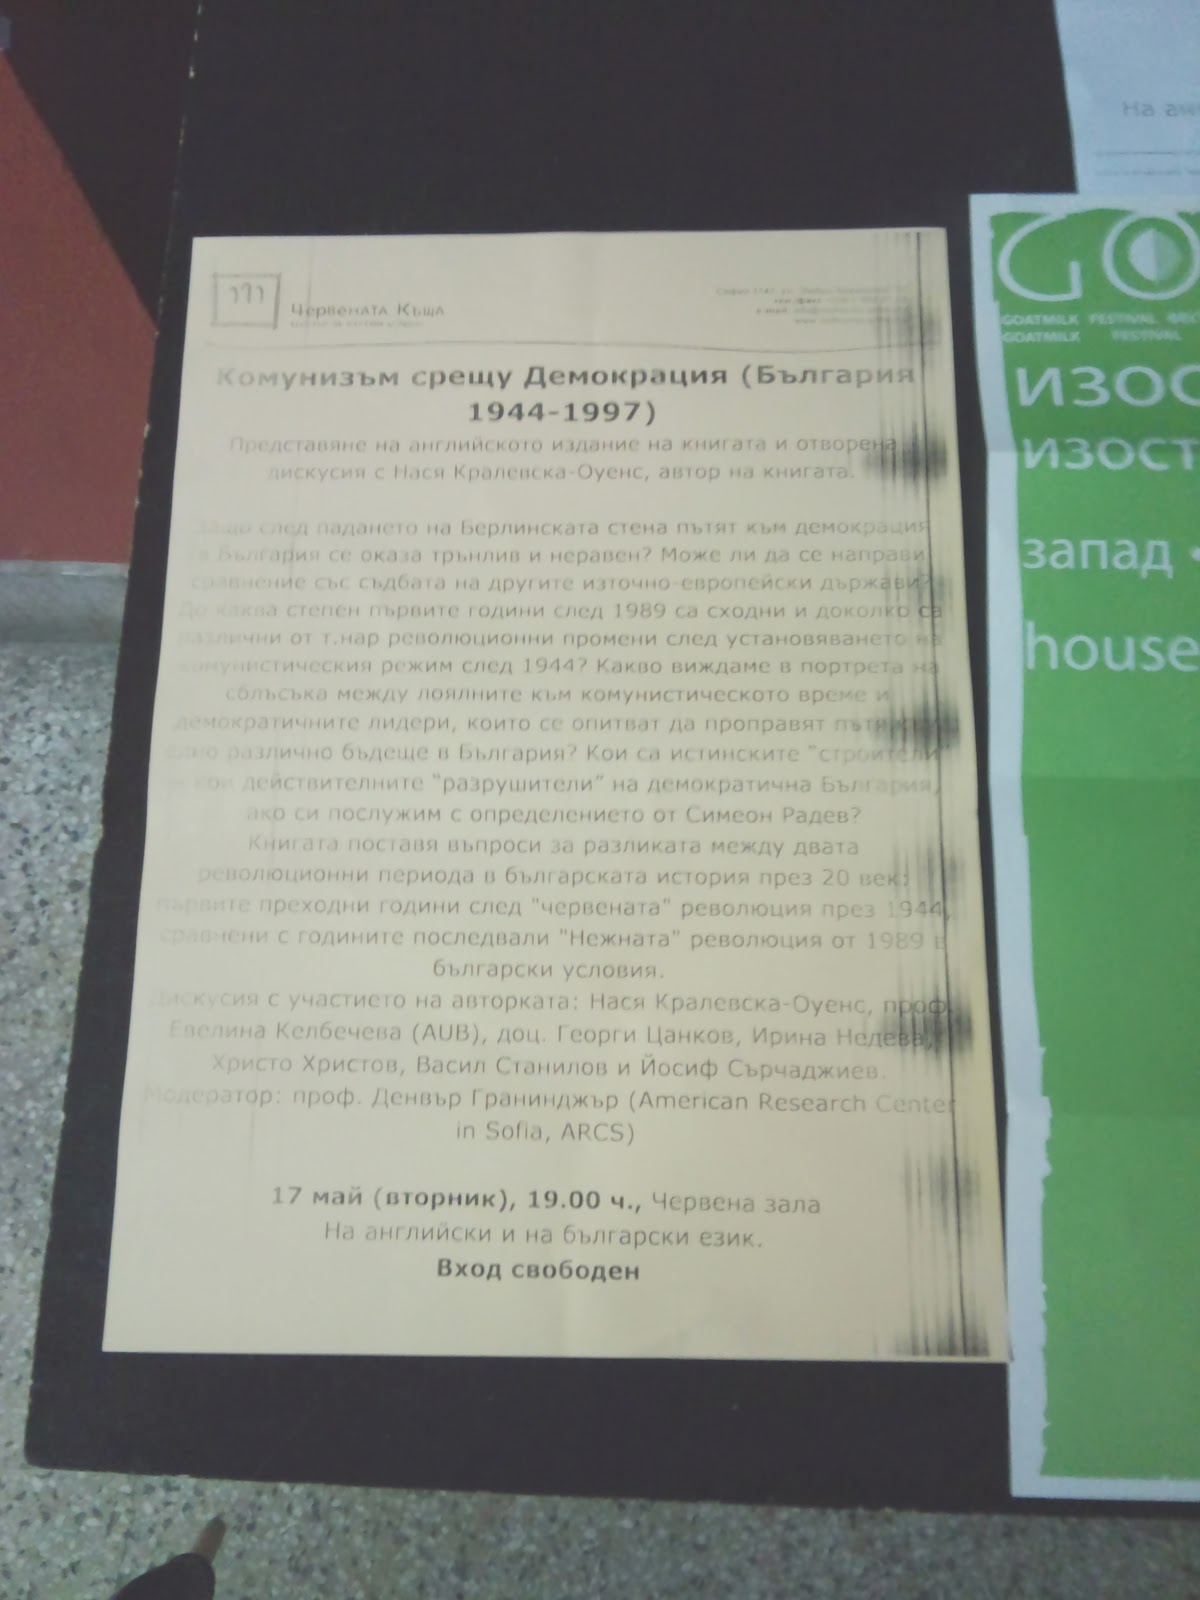 Червената Къща
Комунизъм срещу Демокрация (България
1944-1997)
Представяне на английското издание на книгата и отворена
дискусия с Нася Кралевска-Оуенс, автор на книгата.
Защо след падането на Берлинската стена пътят към демокрация
в България се оказа трънлив и неравен? Може ли да се направи
сравнение със съдбата на другите източно-европейски държави?
До каква степен първите години след 1989 са сходни и доколко са
различни от т.нар революционни промени след установяването на
комунистическия режим след 1944? Какво виждаме в портрета на
сблъсъка между лоялните към комунистическото време и
демократичните лидери, които се опитват да проправят пътя към
едно различно бъдеще в България? Кои са истинските "строители"
и кои действителните "разрушители" на демократична България,
ако си послужим с определението от Симеон Радев?
Книгата поставя въпроси за разликата между двата
революционни периода в българската история през 20 век:
първите преходни години след "червената" революция през 1944,
сравнени с годините последвали "Нежната" революция от 1989 в
български условия.
Дискусия с участието на авторката: Нася Кралевска-Оуенс, проф.
Евелина Келбечева (AUB), доц. Георги Цанков, Ирина Недева,
Христо Христов, Васил Станилов и Йосиф Сърчаджиев.
Модератор: проф. Денвър Гранинджър (American Research Center
in Sofia, ARCS)
17 май (вторник), 19.00 ч., Червена зала
На английски и на български език.
Вход свободен
На ан
GO
GOATMILK FESTIVAL ФЕС
GOATMILK FESTIVAL
изос
изост
запад
house